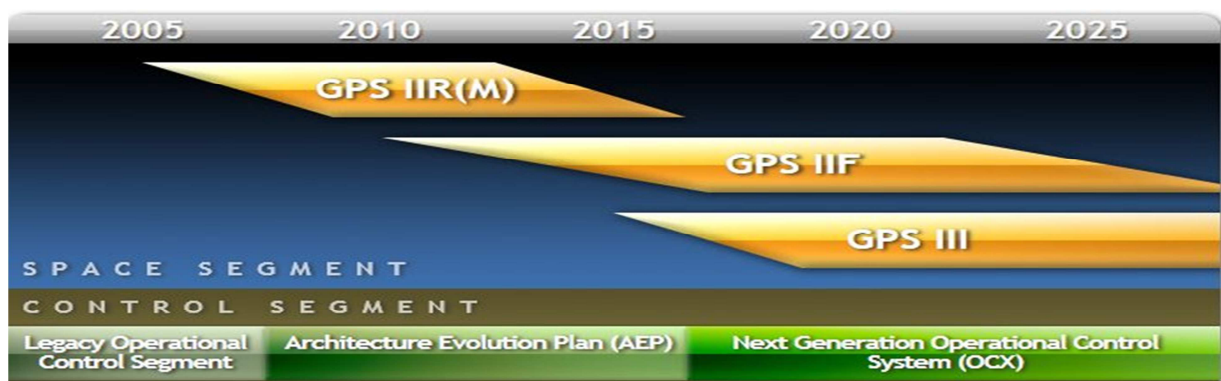 2005 2010 2015 2020 2025
GPS IIR(M)
GPS IIF
GPS III
SPACE SEGMENT
CONTROL SEGMENT
Legacy Operational
Control Segment
Architecture Evolution Plan (AEP)
Next Generation Operational Control
System (OCX)